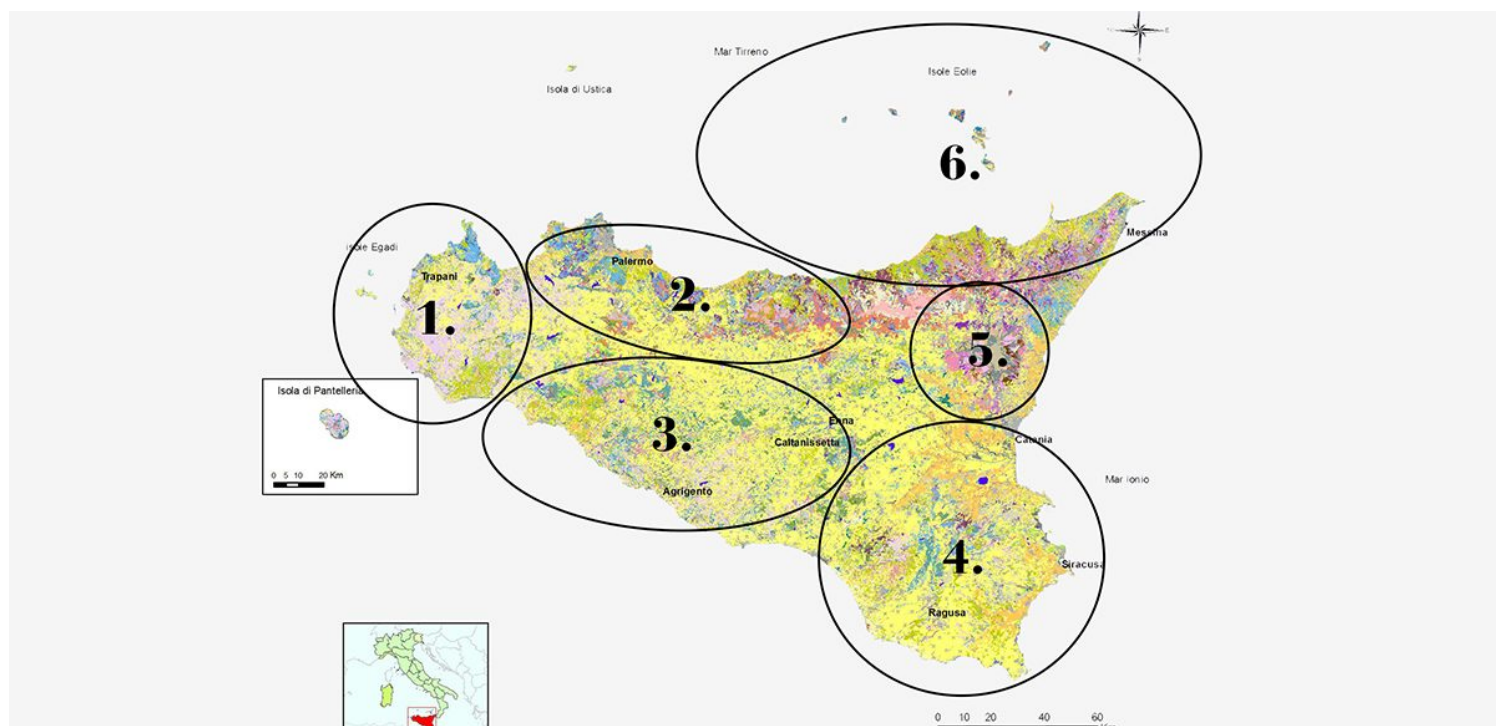 Mar Tirreno
Isole Eolie
Isola di Ustica
6.
Messina
isole Egadi
Palermo
Trapani
2.
1.
5.
Isola di Pantelleria
0 5 10 20 Km
3.
Enna
Caltanissetta
Catania
Agrigento
Mar Ionio
4.
Siracusa
Ragusa
0 10 20 40 60